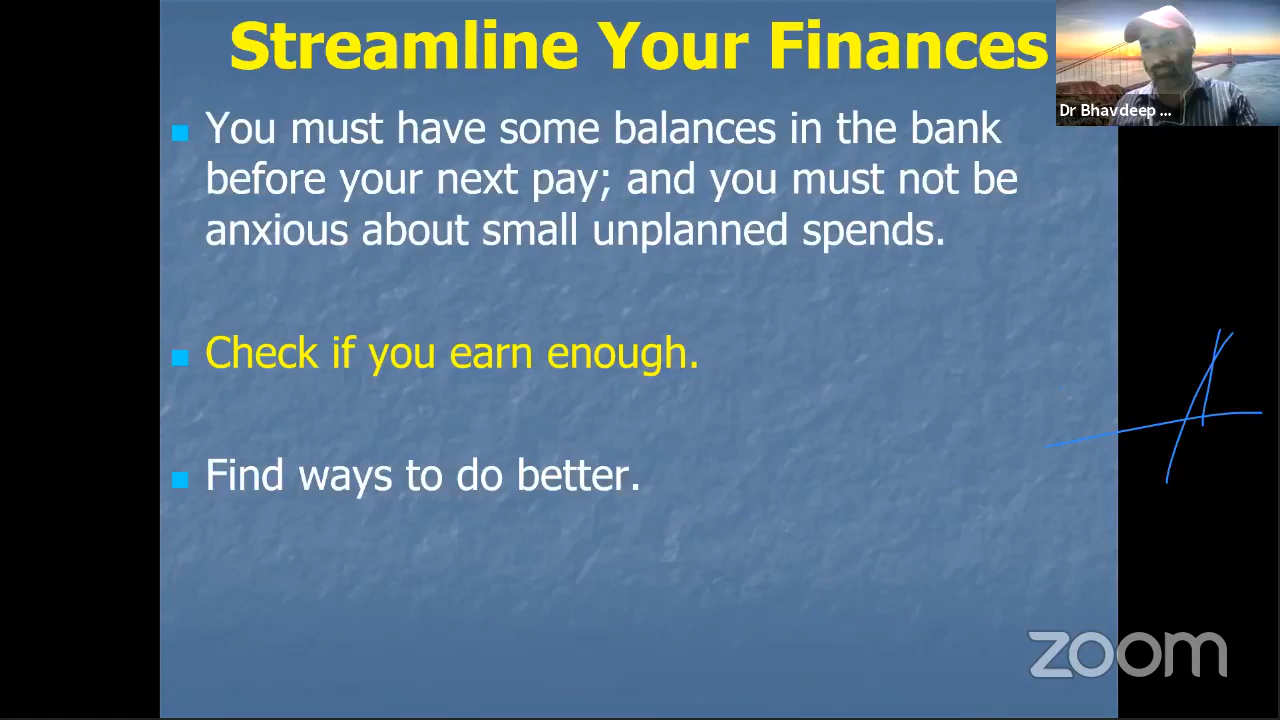 Streamline Your Finances
Dr Bhavdeep ...
You must have some balances in the bank
before your next pay; and you must not be
anxious about small unplanned spends.
Check if you earn enough.
Find ways to do better.
zoom